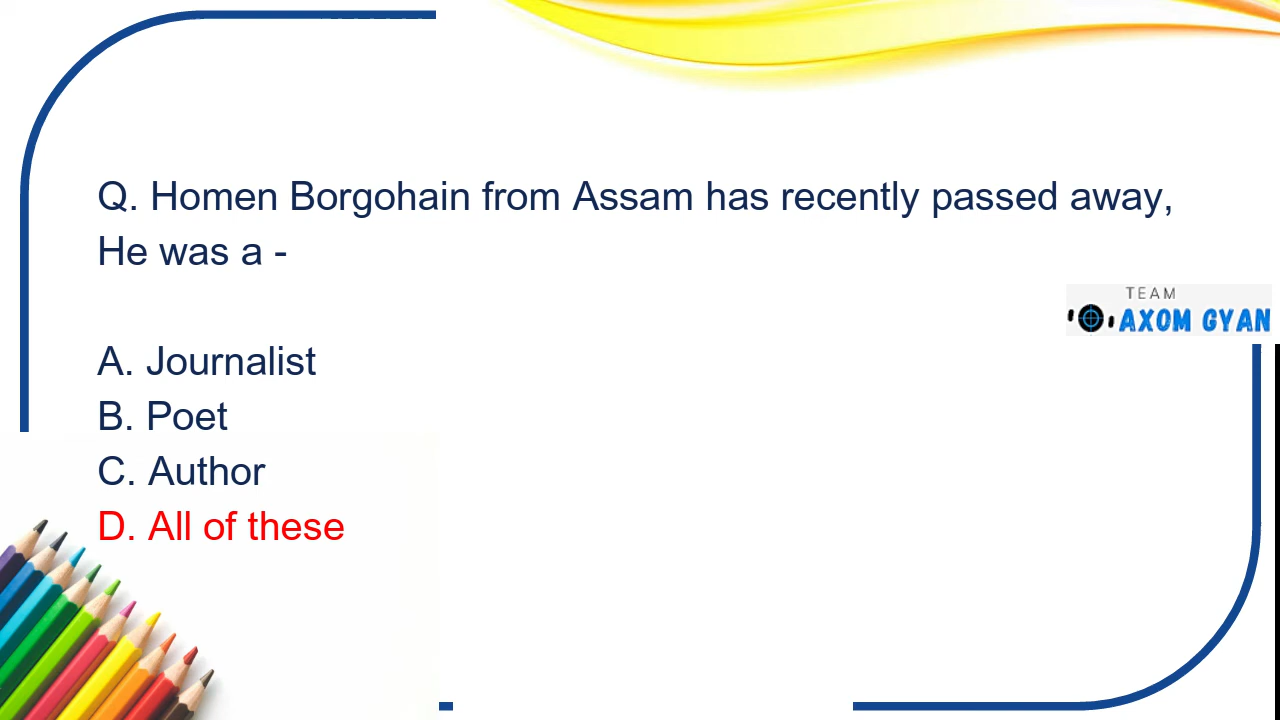 Q. Homen Borgohain from Assam has recently passed away,
He was a -
TEAM
AXOM GYAN
A. Journalist
B. Poet
C. Author
D. All of these